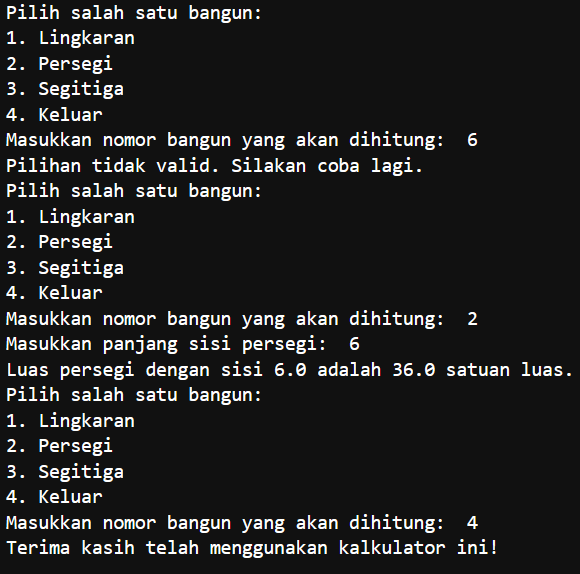 Pilih salah satu bangun:
1. Lingkaran
2. Persegi
3. Segitiga
4. Keluar
Masukkan nomor bangun yang akan dihitung:  6
Pilihan tidak valid. Silakan coba lagi.
Pilih salah satu bangun:
1. Lingkaran
2. Persegi
3. Segitiga
4. Keluar
Masukkan nomor bangun yang akan dihitung:  2
Masukkan panjang sisi persegi:  6
Luas persegi dengan sisi 6.0 adalah 36.0 satuan luas.
Pilih salah satu bangun:
1. Lingkaran
2. Persegi
3. Segitiga
4. Keluar
Masukkan nomor bangun yang akan dihitung:  4
Terima kasih telah menggunakan kalkulator ini!